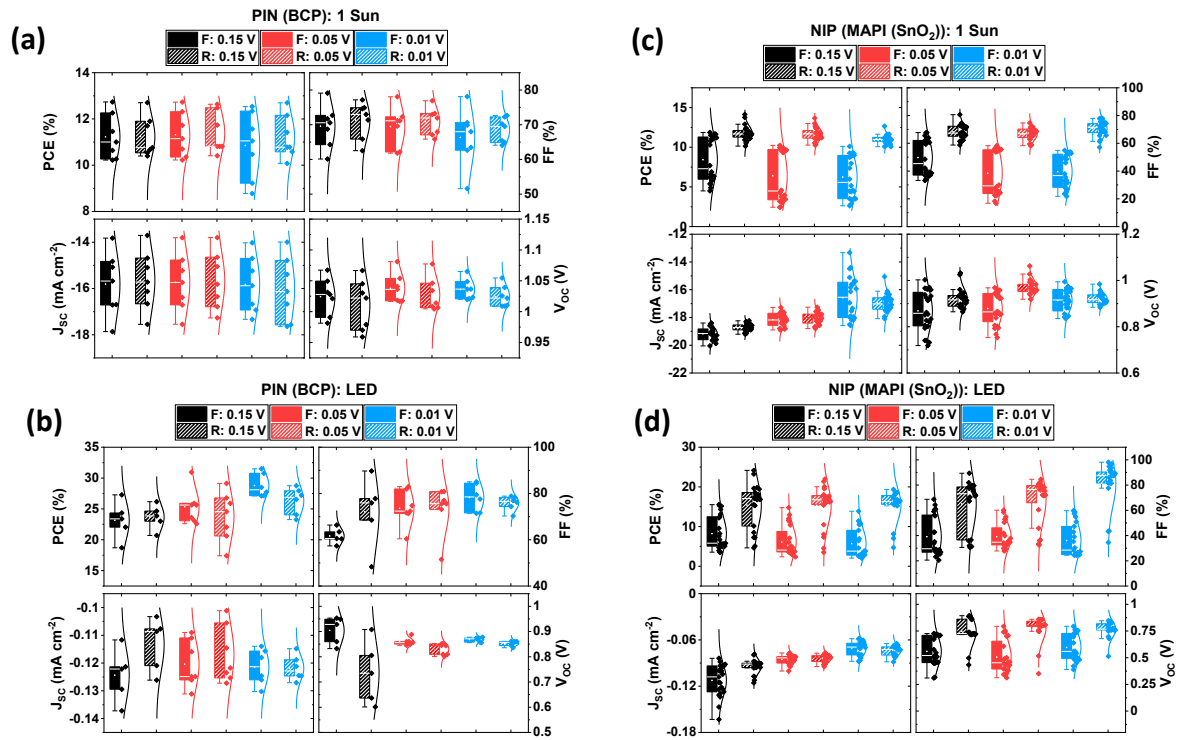 (a)
PIN (BCP): 1 Sun
F: 0.15 V F: 0.05 V F: 0.01 V
R: 0.15 V R: 0.05 V R: 0.01 V
PCE (%)
14
12
10
8
FF (%)
80
70
60
50
J_SC (mA cm⁻²)
-14
-16
-18
V_OC (V)
1.15
1.1
1.05
1
0.95
(b)
PIN (BCP): LED
F: 0.15 V F: 0.05 V F: 0.01 V
R: 0.15 V R: 0.05 V R: 0.01 V
PCE (%)
35
30
25
20
15
FF (%)
100
80
60
40
J_SC (mA cm⁻²)
-0.1
-0.11
-0.12
-0.13
-0.14
V_OC (V)
1
0.9
0.8
0.7
0.6
0.5
(c)
NIP (MAPI (SnO₂)): 1 Sun
F: 0.15 V F: 0.05 V F: 0.01 V
R: 0.15 V R: 0.05 V R: 0.01 V
PCE (%)
15
10
5
0
FF (%)
100
80
60
40
20
0
J_SC (mA cm⁻²)
-12
-14
-16
-18
-20
-22
V_OC (V)
1.2
1
0.8
0.6
(d)
NIP (MAPI (SnO₂)): LED
F: 0.15 V F: 0.05 V F: 0.01 V
R: 0.15 V R: 0.05 V R: 0.01 V
PCE (%)
30
20
10
0
FF (%)
100
80
60
40
20
0
J_SC (mA cm⁻²)
-0.06
-0.12
-0.18
V_OC (V)
1
0.75
0.5
0.25
0